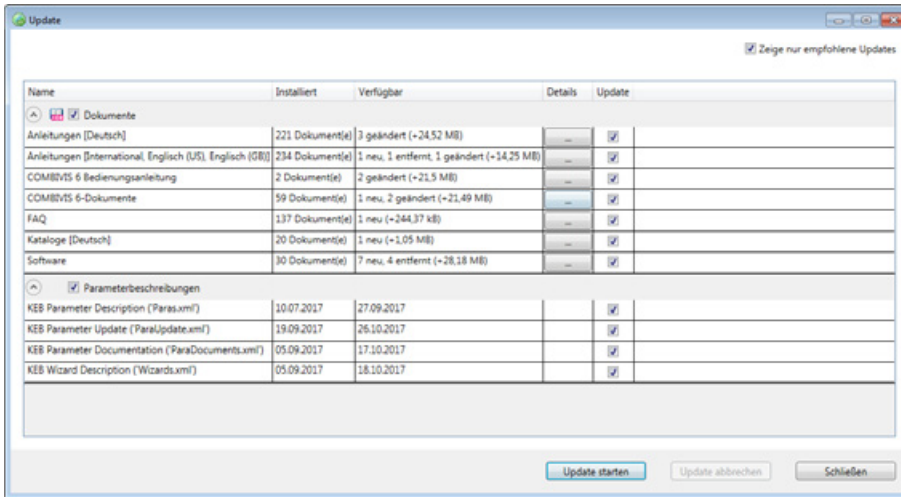 Update
Zeige nur empfohlene Updates
Name Installiert Verfügbar Details Update
Dokumente
Anleitungen [Deutsch] 221 Dokument(e) 3 geändert (+24,52 MB) ...
Anleitungen [International, Englisch (US), Englisch (GB)] 234 Dokument(e) 1 neu, 1 entfernt, 1 geändert (+14,25 MB) ...
COMBIVIS 6 Bedienungsanleitung 2 Dokument(e) 2 geändert (+21,5 MB) ...
COMBIVIS 6-Dokumente 59 Dokument(e) 1 neu, 2 geändert (+21,49 MB) ...
FAQ 137 Dokument(e) 1 neu (+244,37 kB) ...
Kataloge [Deutsch] 20 Dokument(e) 1 neu (+1,05 MB) ...
Software 30 Dokument(e) 7 neu, 4 entfernt (+28,18 MB) ...
Parameterbeschreibungen
KEB Parameter Description ('Paras.xml') 10.07.2017 27.09.2017
KEB Parameter Update ('ParaUpdate.xml') 19.09.2017 26.10.2017
KEB Parameter Documentation ('ParaDocuments.xml') 05.09.2017 17.10.2017
KEB Wizard Description ('Wizards.xml') 05.09.2017 18.10.2017
Update starten Update abbrechen Schließen